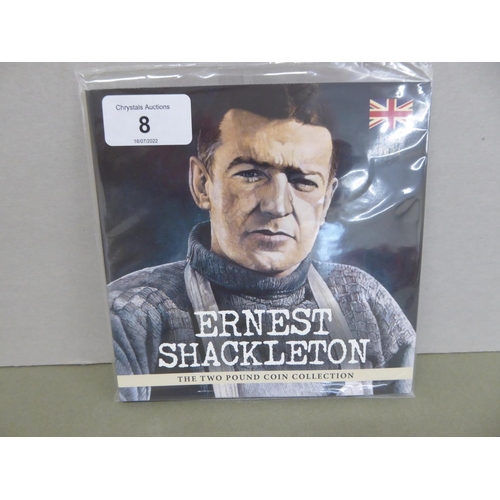 Chrystals Auctions
8
16/07/2022
ERNEST
SHACKLETON
THE TWO POUND COIN COLLECTION